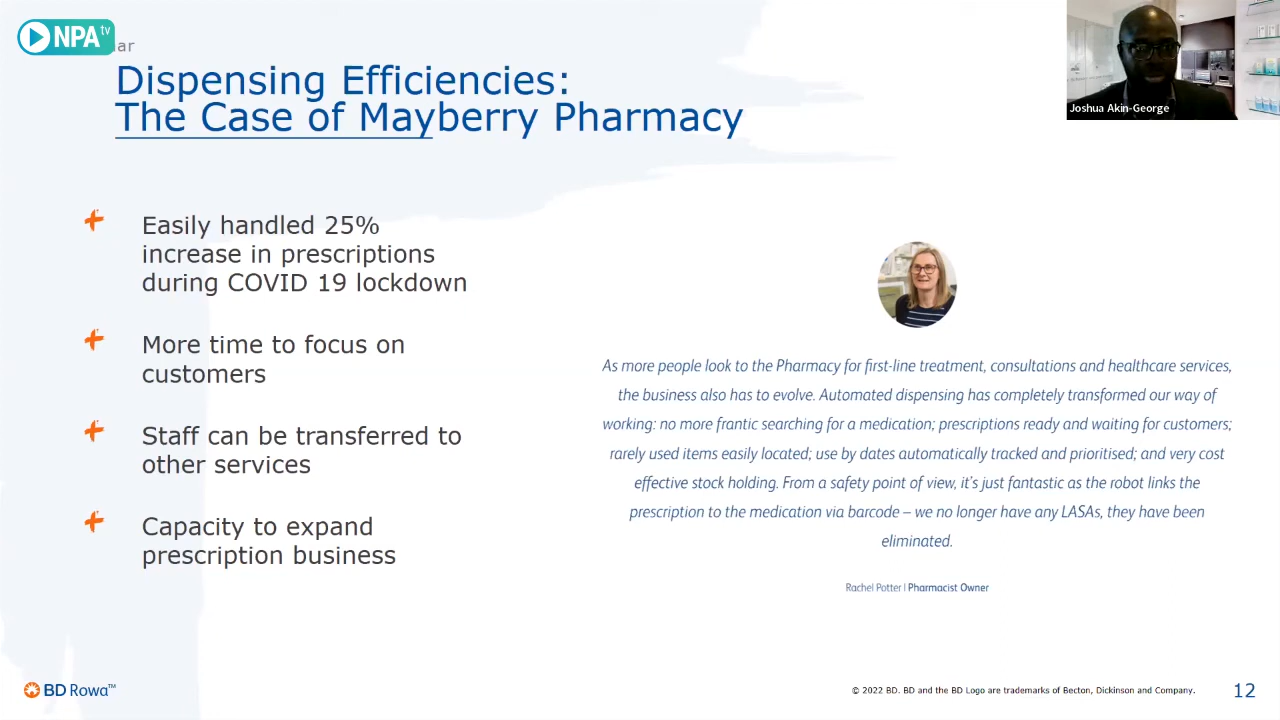 NPA tv
ar
Dispensing Efficiencies:
The Case of Mayberry Pharmacy
Joshua Akin-George
Easily handled 25%
increase in prescriptions
during COVID 19 lockdown
More time to focus on
customers
Staff can be transferred to
other services
Capacity to expand
prescription business
As more people look to the Pharmacy for first-line treatment, consultations and healthcare services,
the business also has to evolve. Automated dispensing has completely transformed our way of
working: no more frantic searching for a medication; prescriptions ready and waiting for customers;
rarely used items easily located; use by dates automatically tracked and prioritised; and very cost
effective stock holding. From a safety point of view, it's just fantastic as the robot links the
prescription to the medication via barcode – we no longer have any LASAs, they have been
eliminated.
Rachel Potter | Pharmacist Owner
BD Rowa™
© 2022 BD. BD and the BD Logo are trademarks of Becton, Dickinson and Company.
12